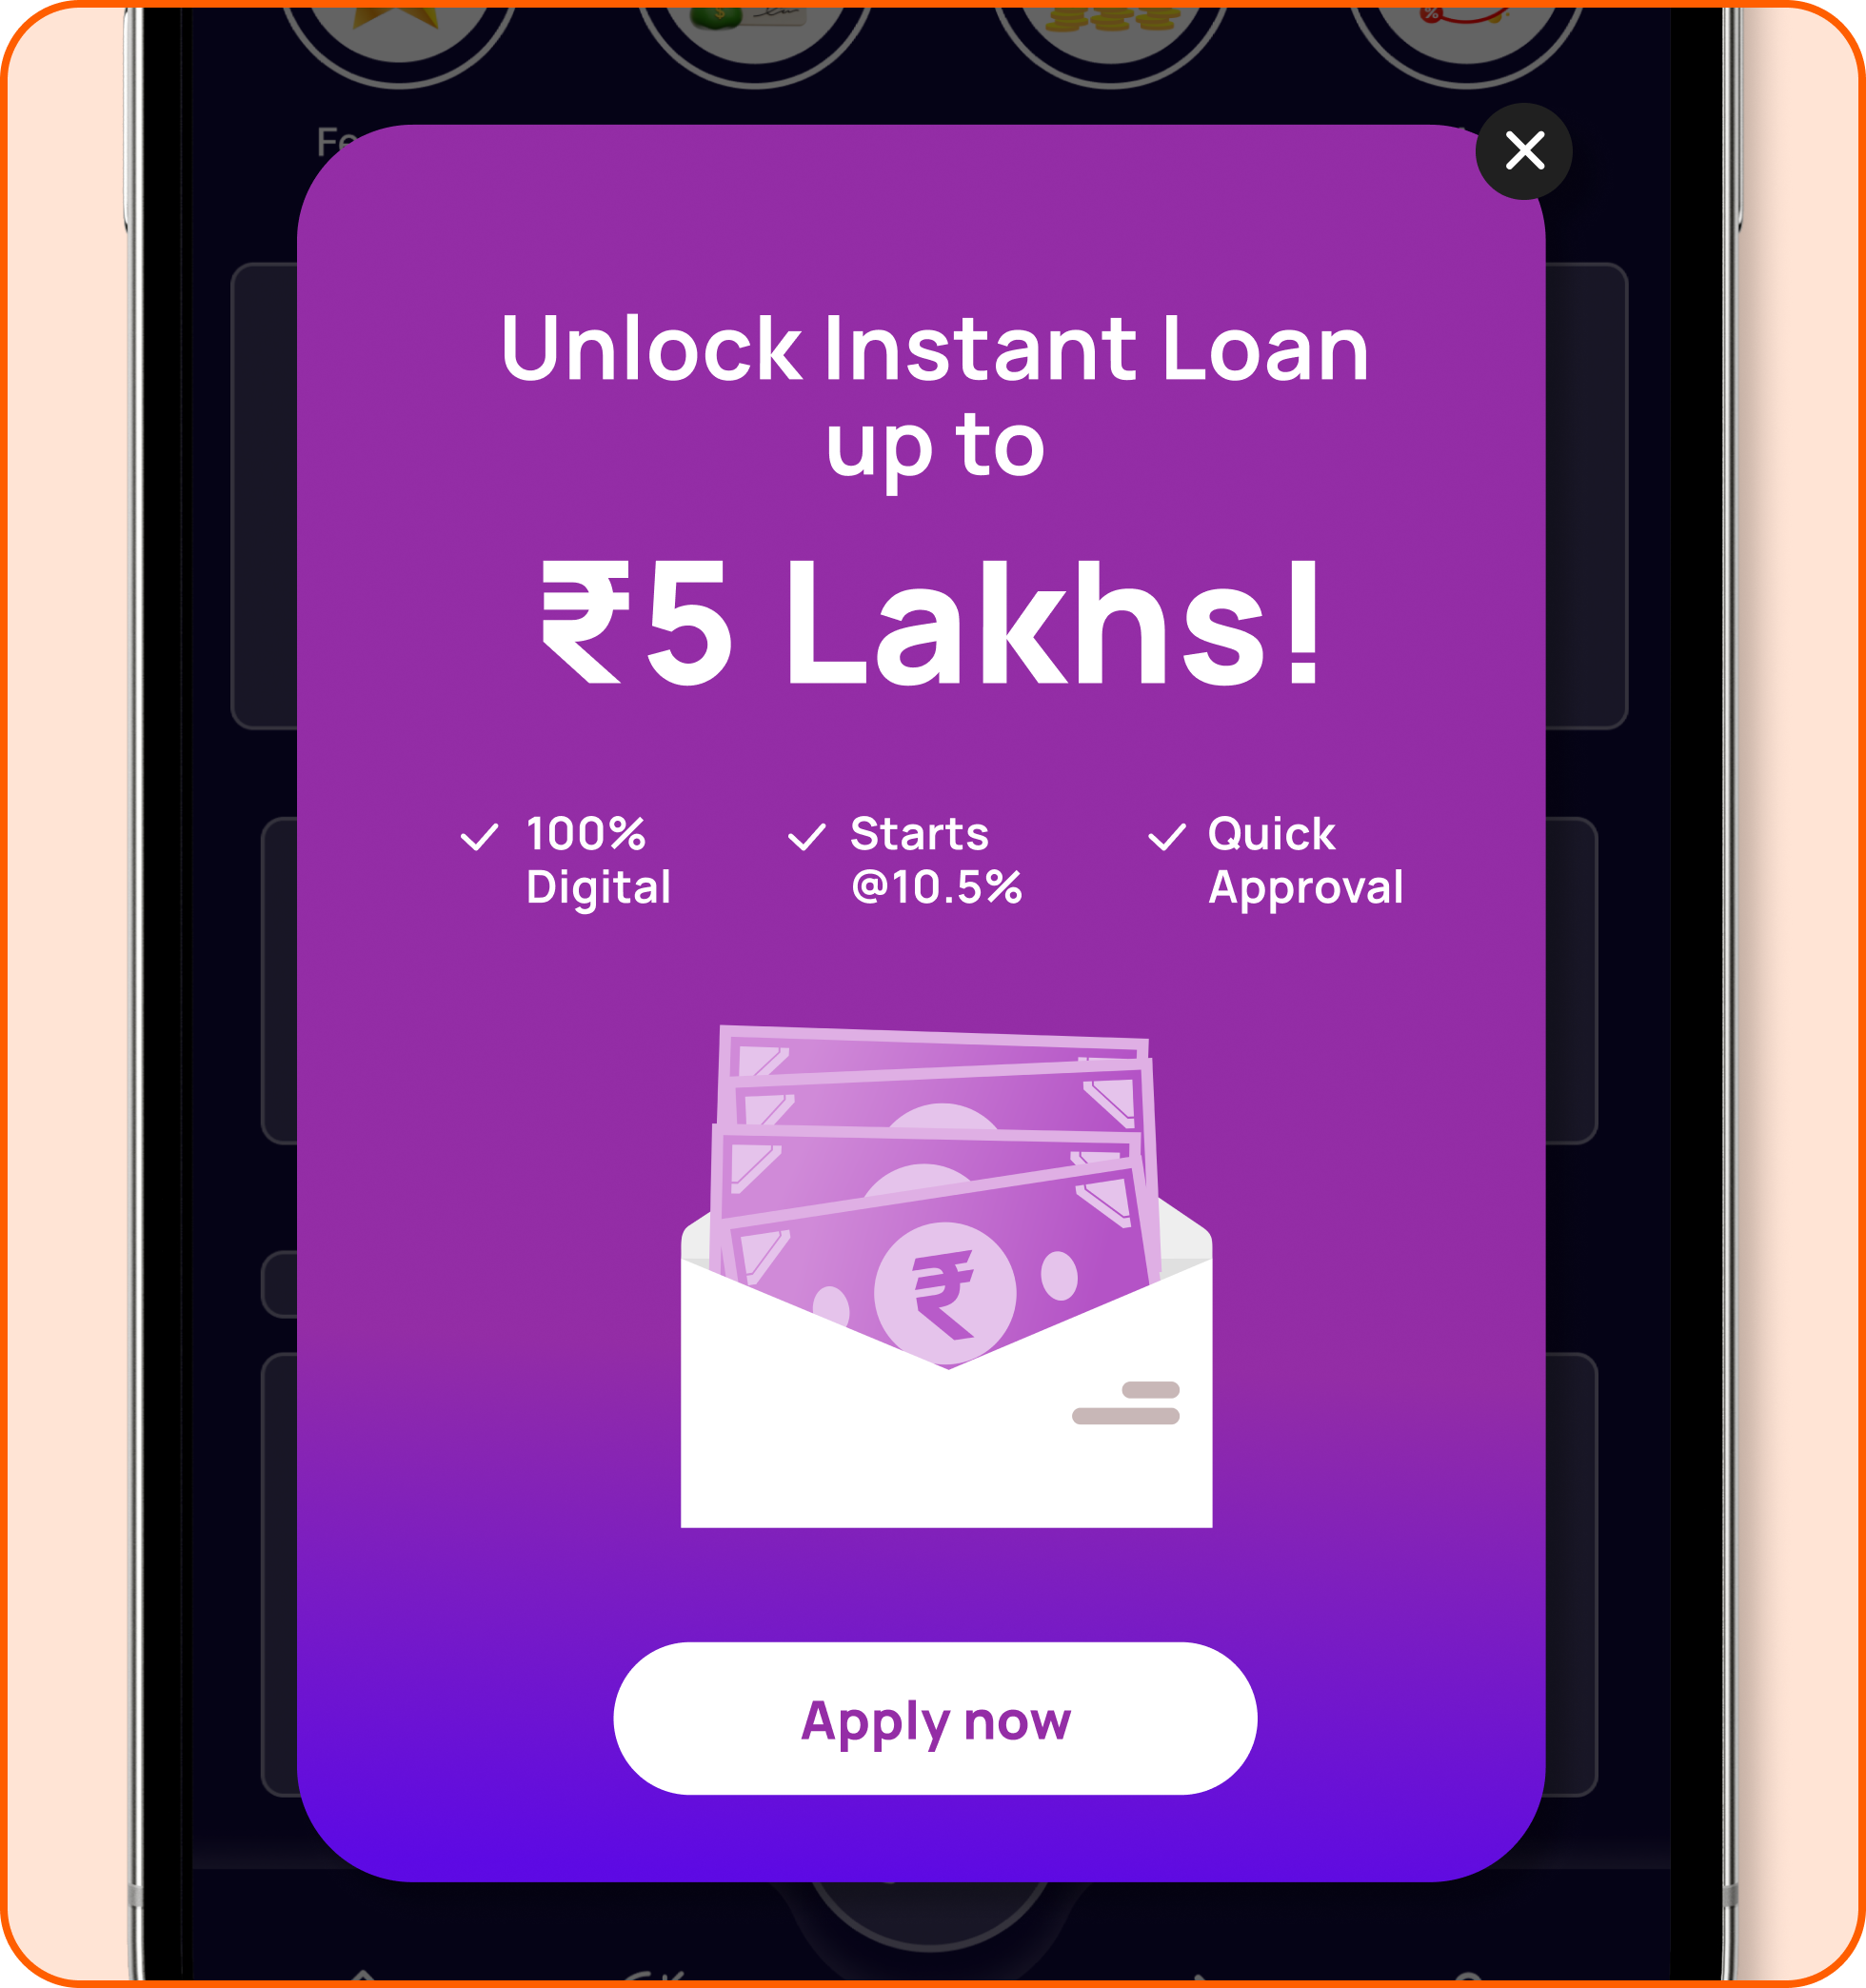 Unlock Instant Loan
up to
₹5 Lakhs!
100%
Digital
Starts
@10.5%
Quick
Approval
₹
Apply now